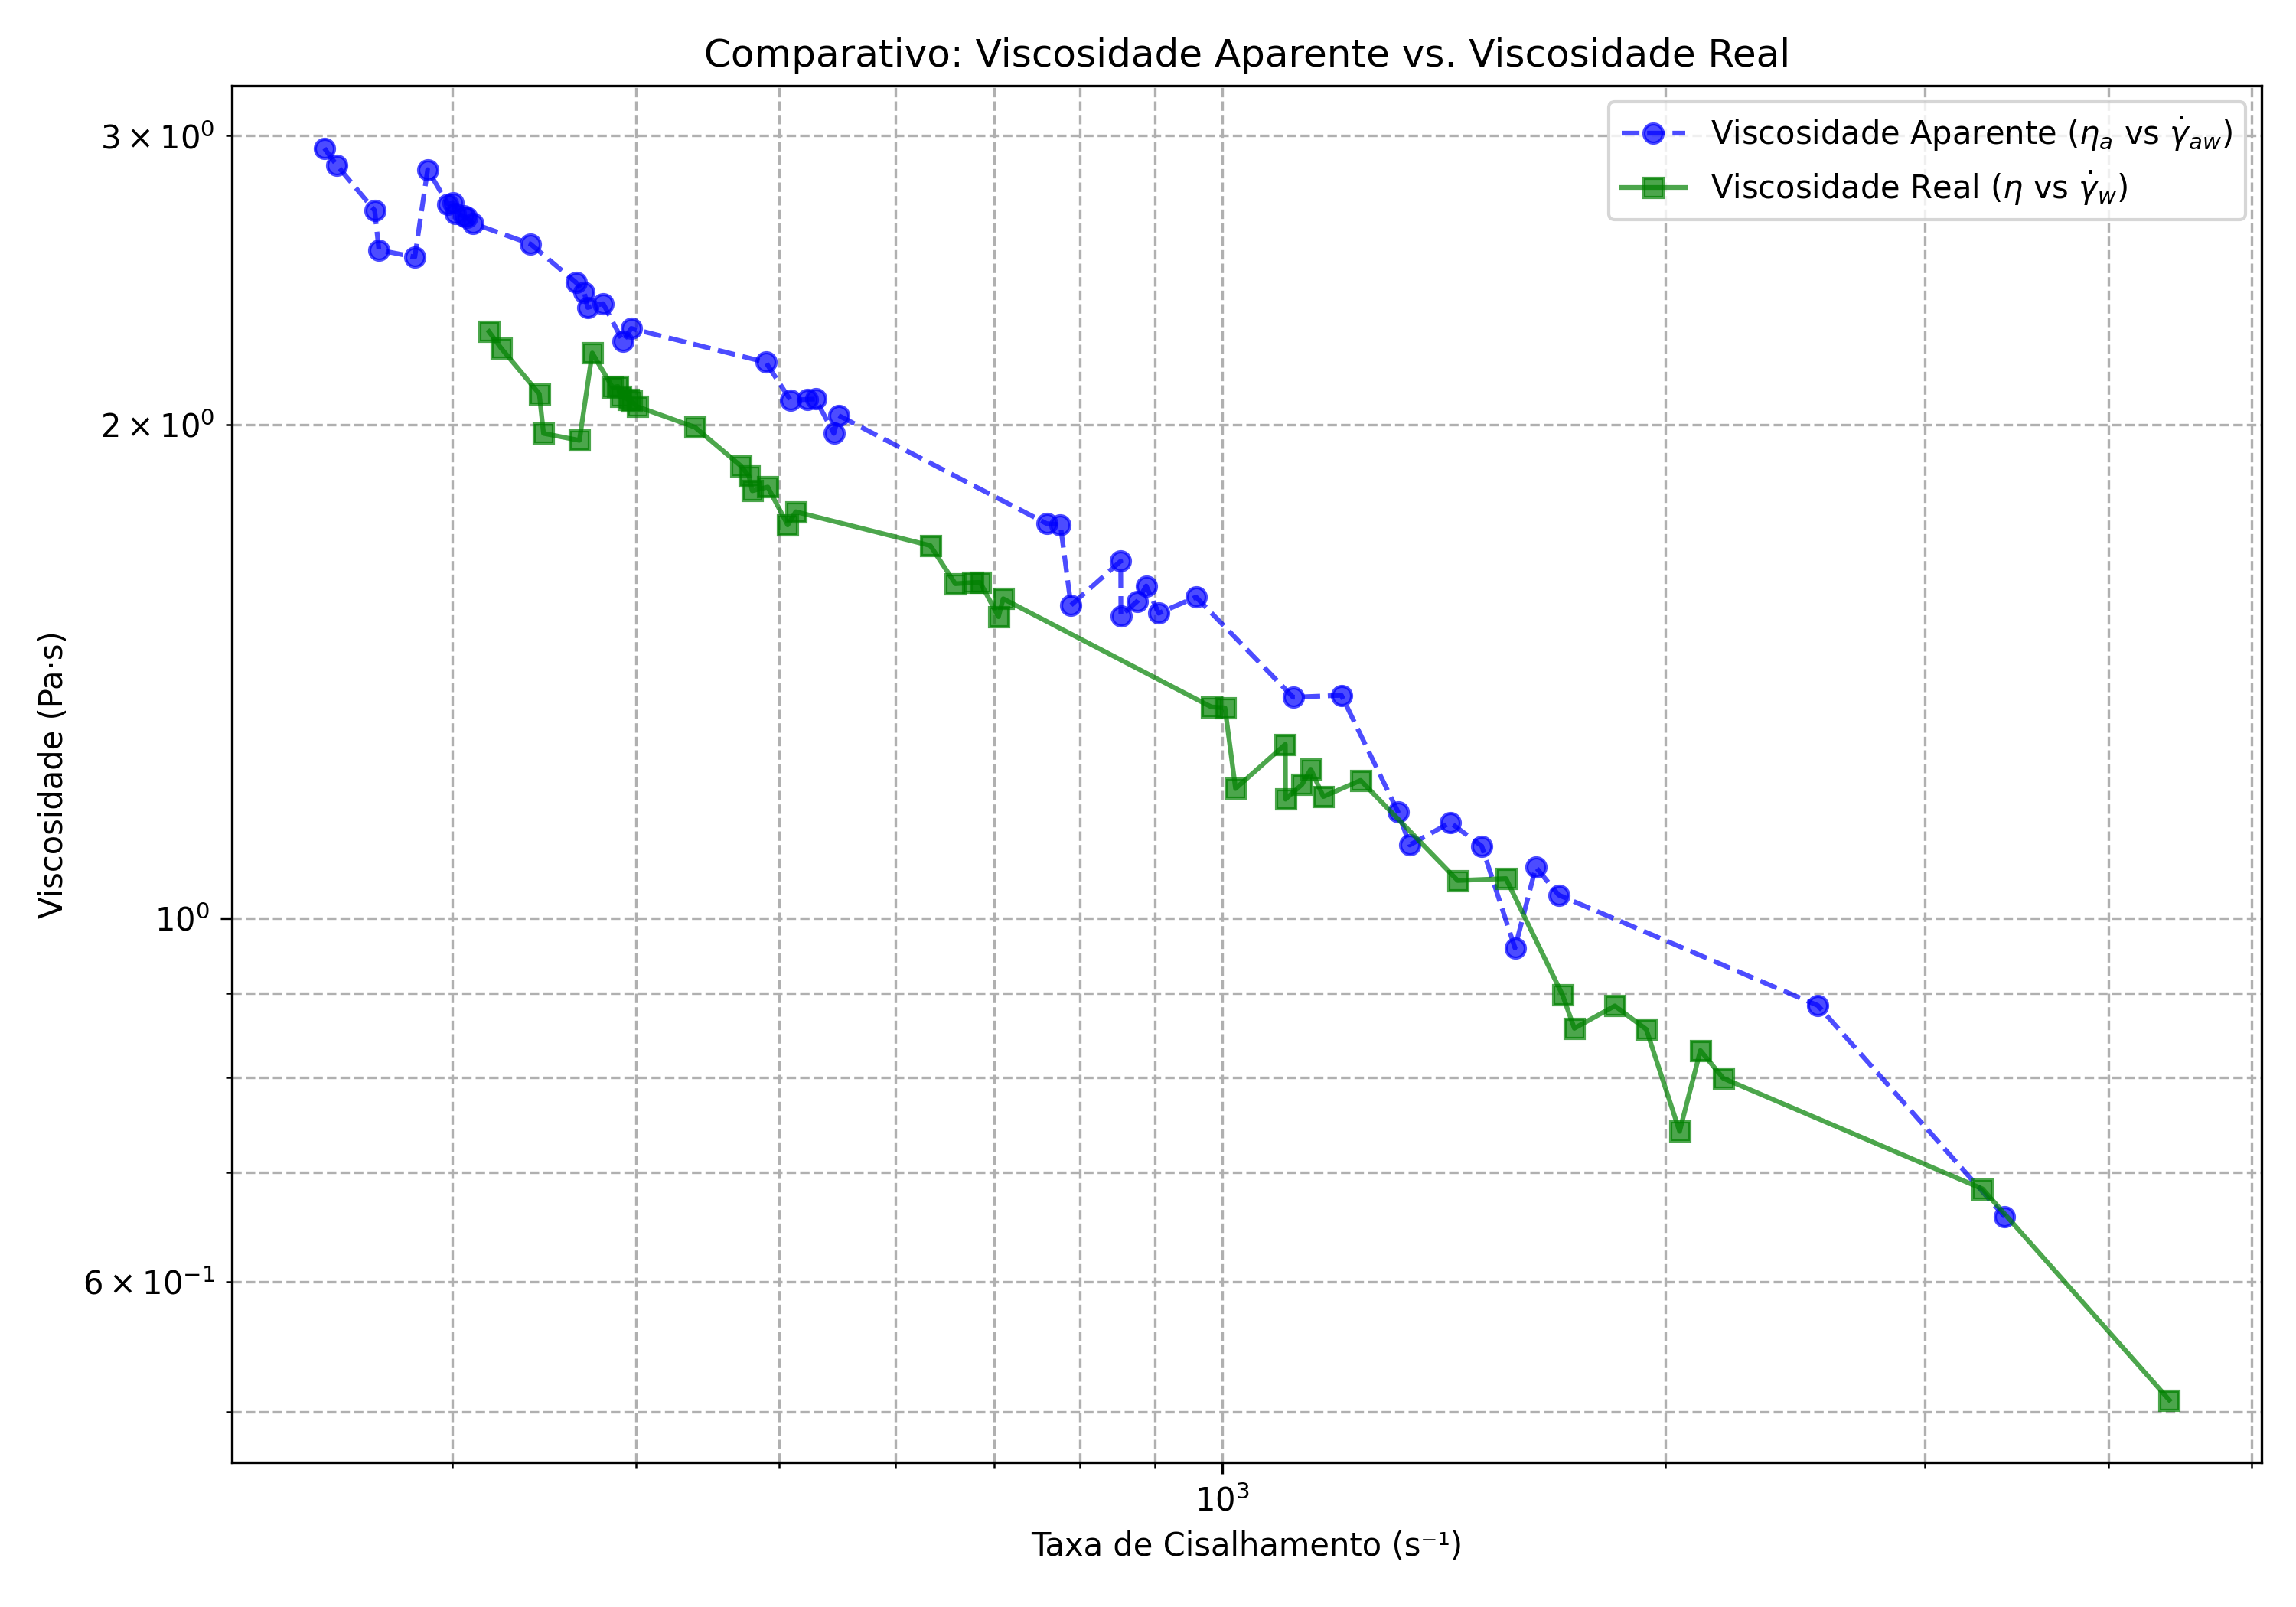 Comparativo: Viscosidade Aparente vs. Viscosidade Real
Viscosidade Aparente (ηₐ vs γ̇_{aw})
Viscosidade Real (η vs γ̇_w)
3 × 10⁰
2 × 10⁰
10⁰
6 × 10⁻¹
Viscosidade (Pa·s)
10³
Taxa de Cisalhamento (s⁻¹)